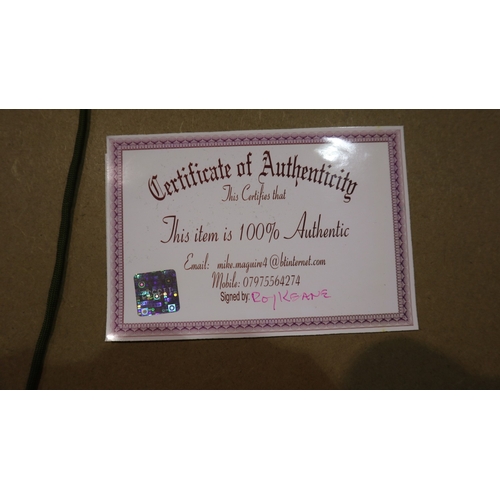 Certificate of Authenticity
This Certifies that
This item is 100% Authentic
Email: mike.maguire4@btinternet.com
Mobile: 07975564274
Signed by: Roy KEANE